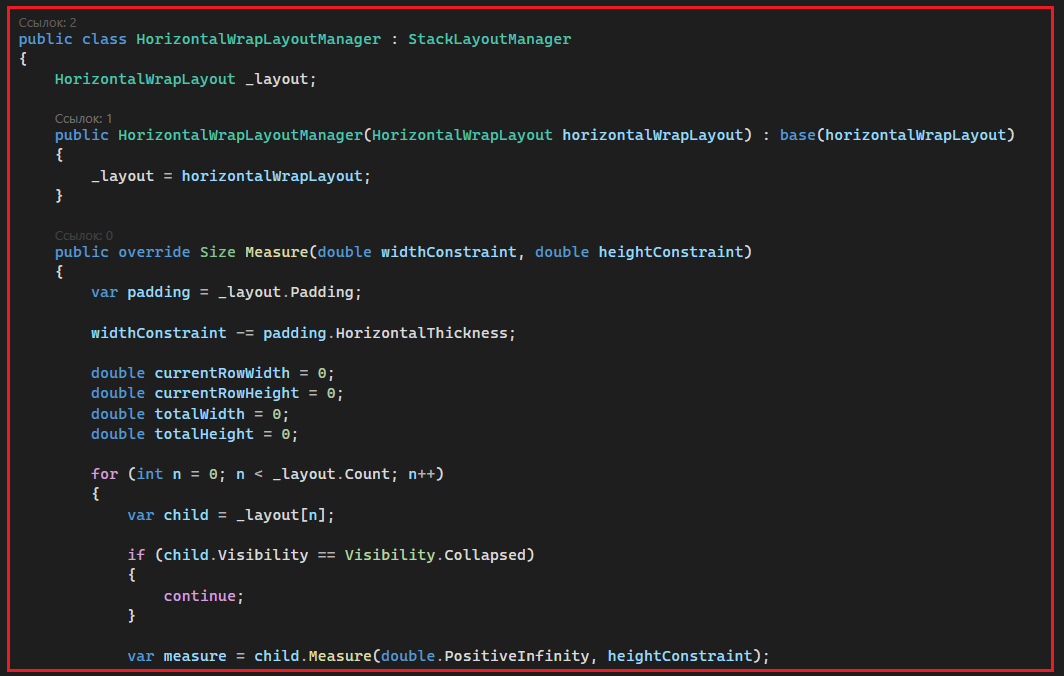 Ссылок: 2
public class HorizontalWrapLayoutManager : StackLayoutManager
{
    HorizontalWrapLayout _layout;

    Ссылок: 1
    public HorizontalWrapLayoutManager(HorizontalWrapLayout horizontalWrapLayout) : base(horizontalWrapLayout)
    {
        _layout = horizontalWrapLayout;
    }

    Ссылок: 0
    public override Size Measure(double widthConstraint, double heightConstraint)
    {
        var padding = _layout.Padding;

        widthConstraint -= padding.HorizontalThickness;

        double currentRowWidth = 0;
        double currentRowHeight = 0;
        double totalWidth = 0;
        double totalHeight = 0;

        for (int n = 0; n < _layout.Count; n++)
        {
            var child = _layout[n];

            if (child.Visibility == Visibility.Collapsed)
            {
                continue;
            }

            var measure = child.Measure(double.PositiveInfinity, heightConstraint);